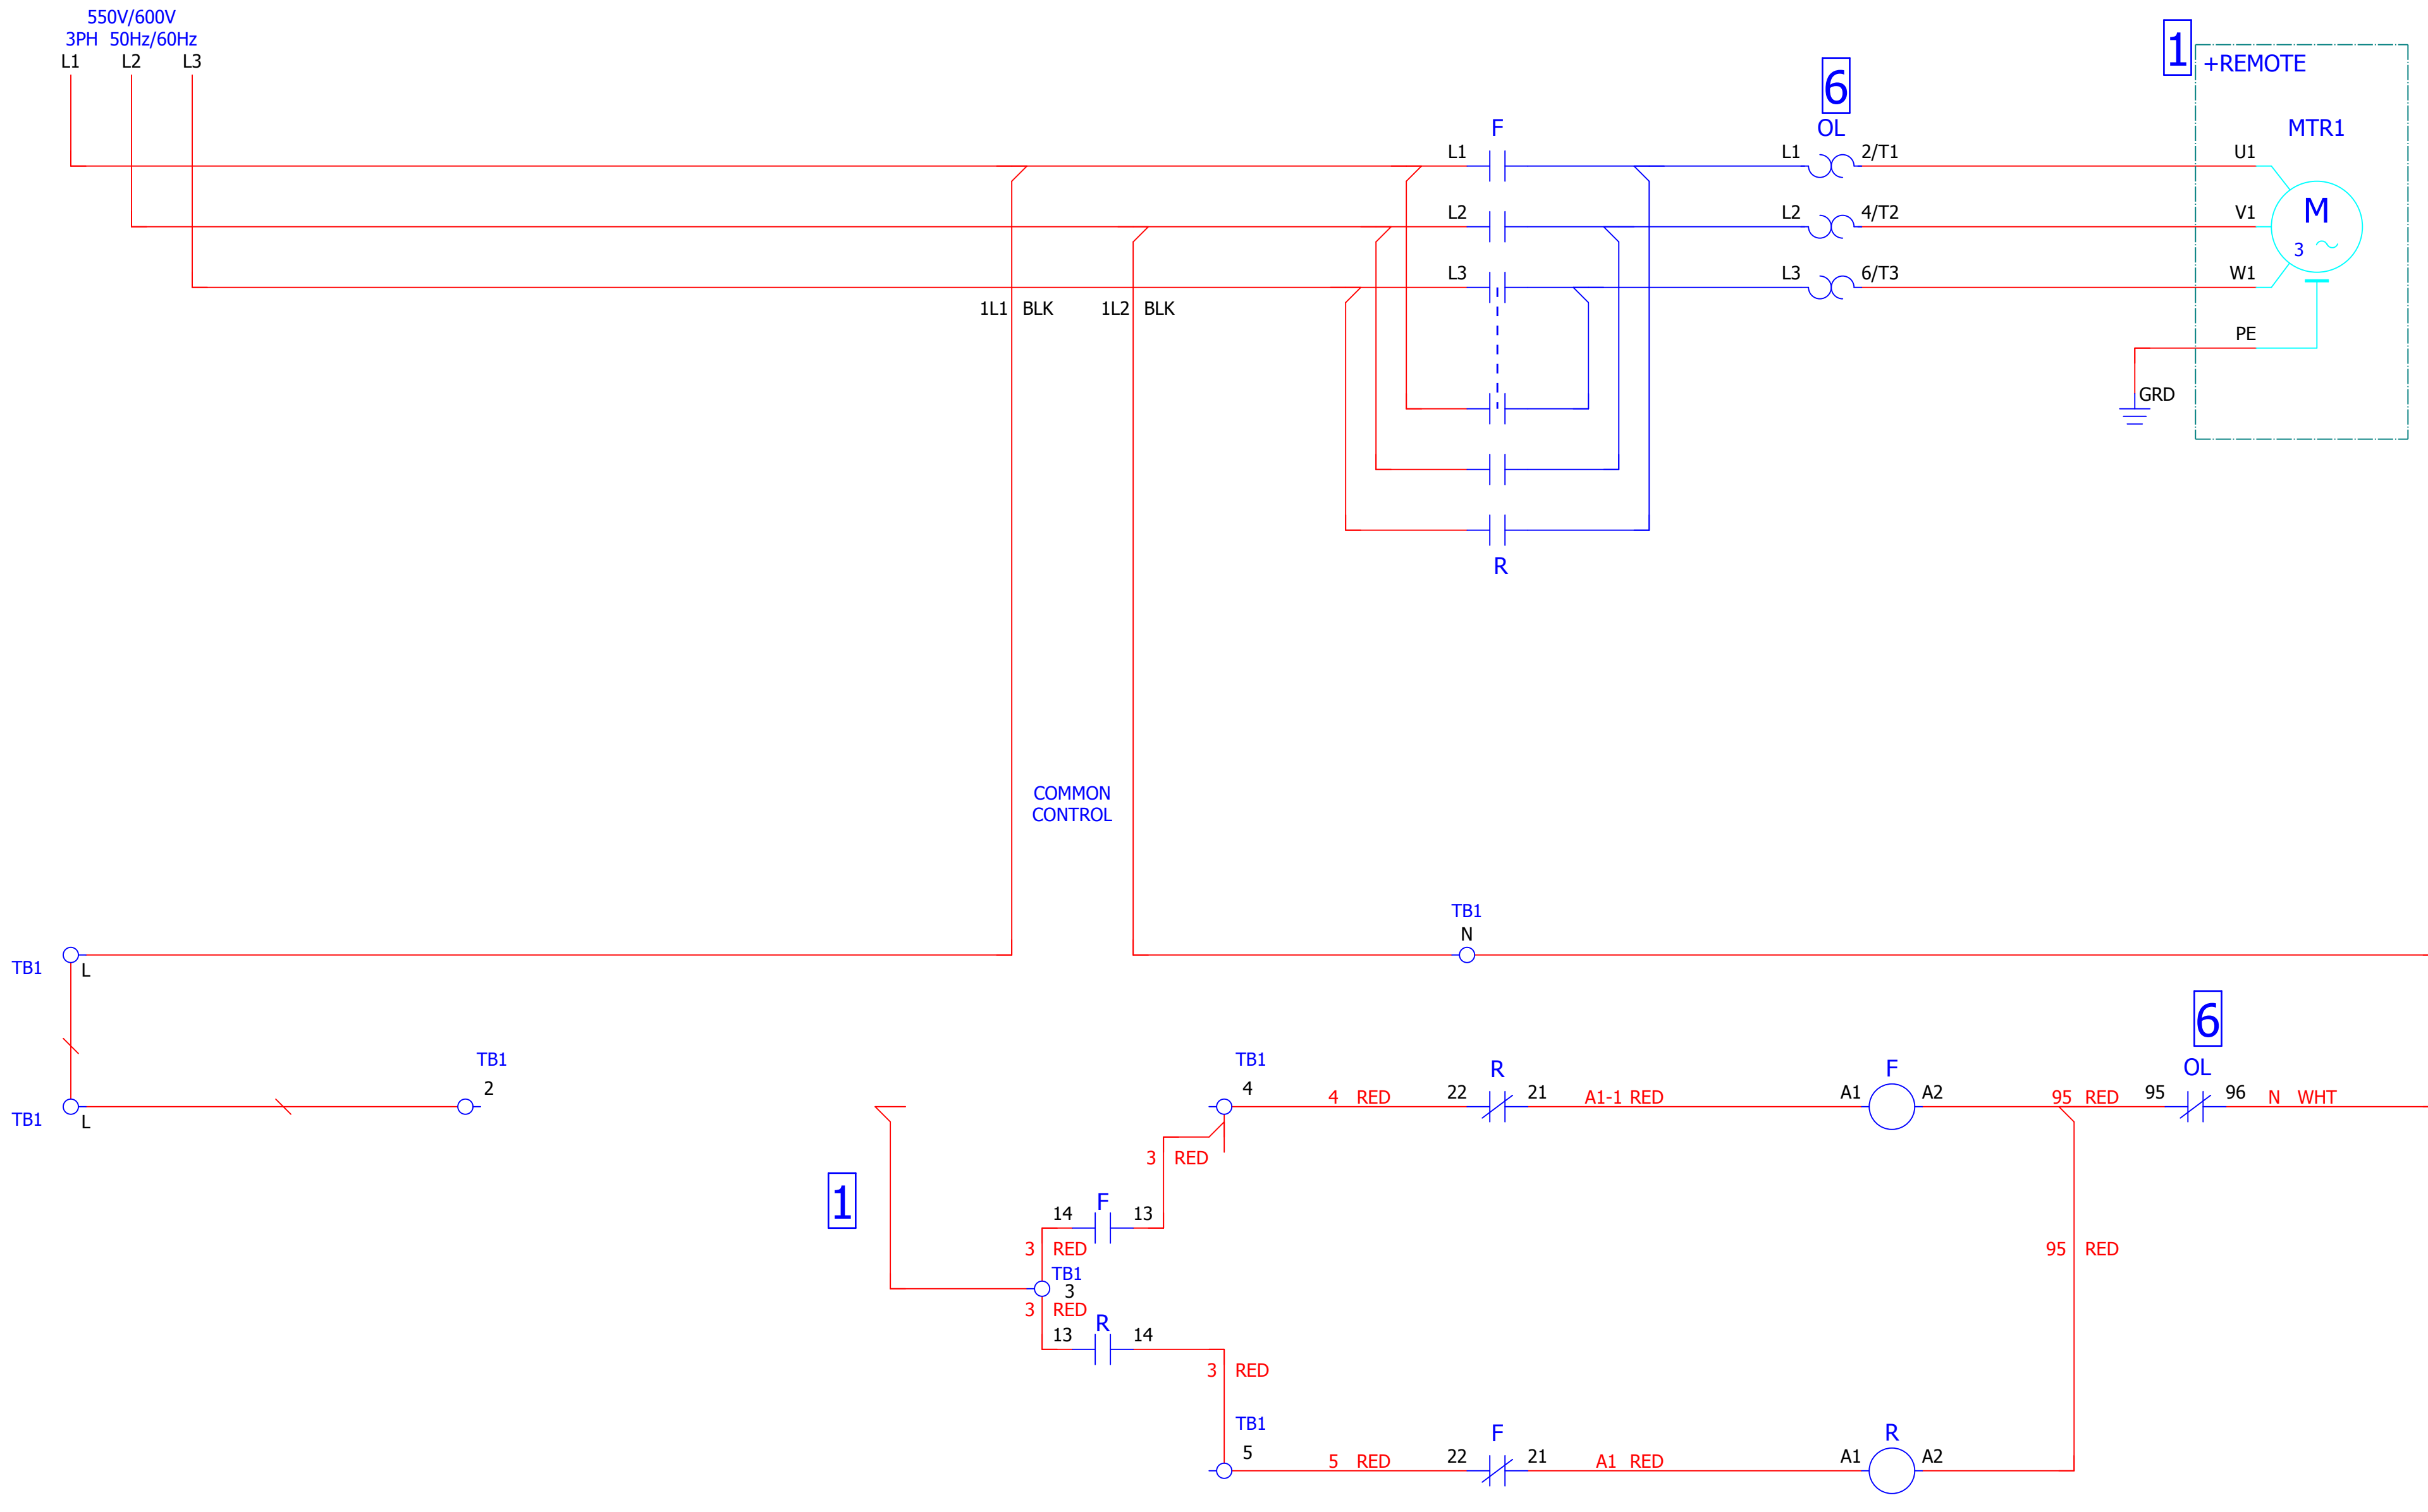 550V/600V
3PH 50Hz/60Hz
L1 L2 L3
1
+REMOTE
6
OL
F
MTR1
L1
L1
2/T1
U1
L2
L2
4/T2
V1
M
3
L3
L3
6/T3
W1
1L1 BLK
1L2 BLK
PE
GRD
R
COMMON
CONTROL
TB1
N
TB1
L
6
TB1
2
TB1
4
R
F
OL
4 RED
22
21
A1-1 RED
A1
A2
95 RED
95
96
N WHT
TB1
L
3 RED
1
F
14
13
3 RED
95 RED
TB1
3
3 RED
R
13
14
3 RED
TB1
5
F
R
5 RED
22
21
A1 RED
A1
A2